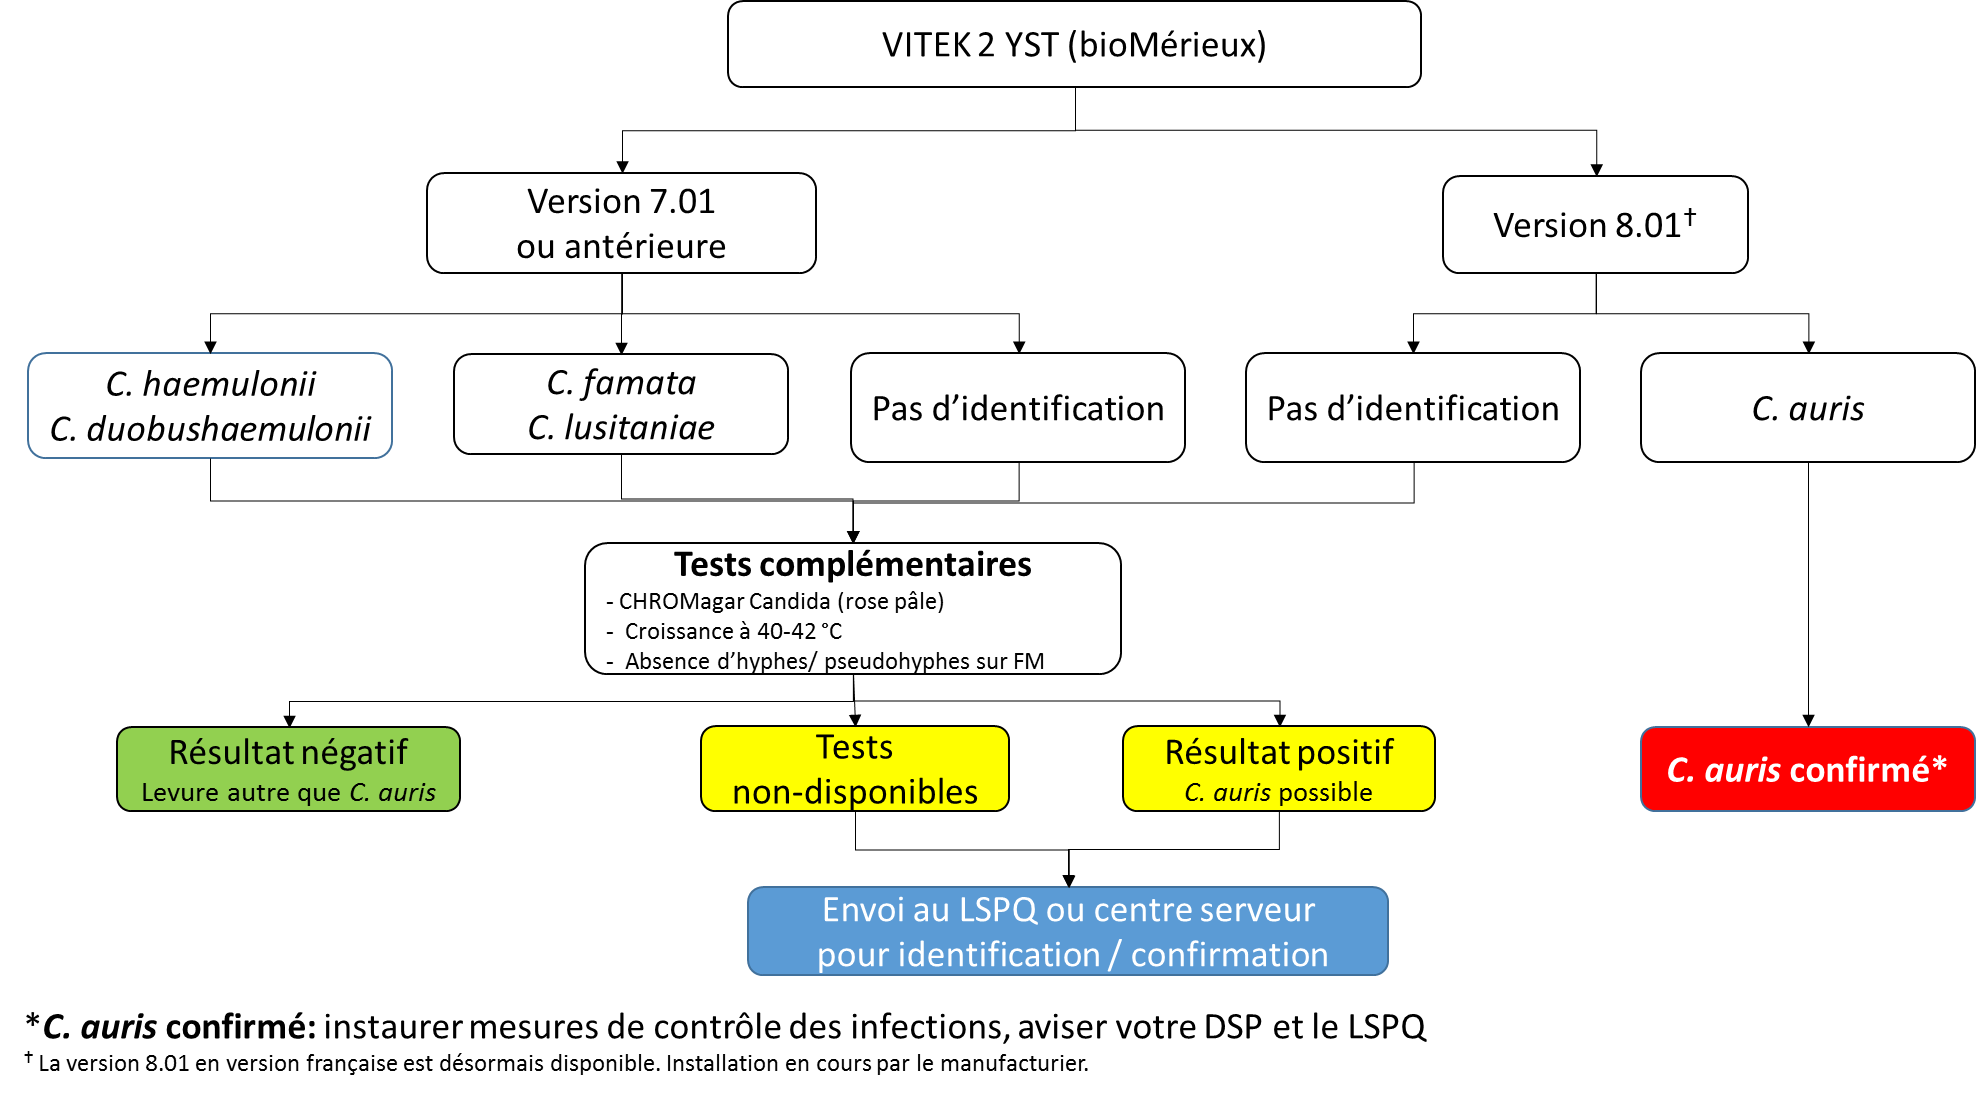 VITEK 2 YST (bioMérieux)
Version 7.01
ou antérieure
Version 8.01†
C. haemulonii
C. duobushaemulonii
C. famata
C. lusitaniae
Pas d’identification
Pas d’identification
C. auris
Tests complémentaires
- CHROMagar Candida (rose pâle)
- Croissance à 40-42 °C
- Absence d’hyphes/ pseudohyphes sur FM
Résultat négatif
Levure autre que C. auris
Tests
non-disponibles
Résultat positif
C. auris possible
C. auris confirmé*
Envoi au LSPQ ou centre serveur
pour identification / confirmation
*C. auris confirmé: instaurer mesures de contrôle des infections, aviser votre DSP et le LSPQ
† La version 8.01 en version française est désormais disponible. Installation en cours par le manufacturier.